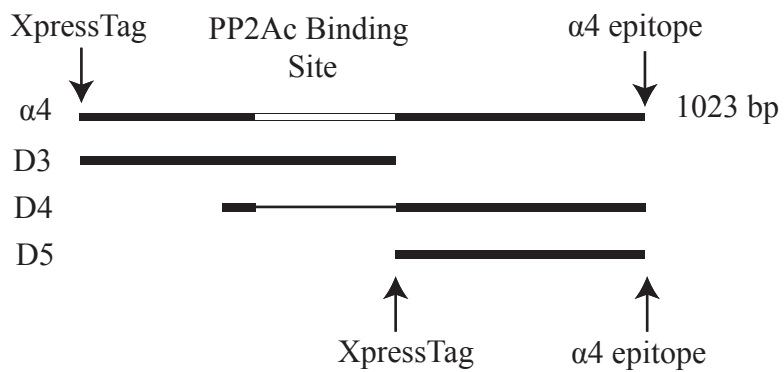 XpressTag
PP2Ac Binding
Site
α4 epitope
α4
1023 bp
D3
D4
D5
XpressTag
α4 epitope